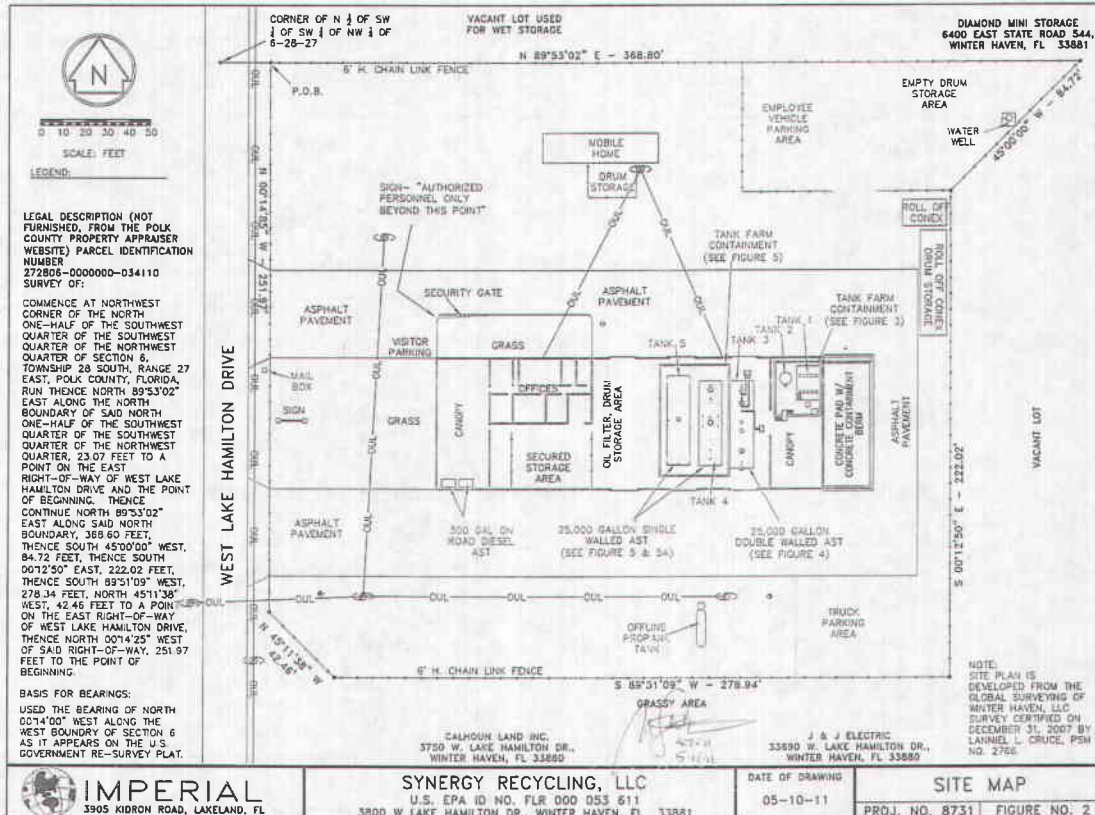 CORNER OF N ½ OF SW
¼ OF SW ¼ OF NW ¼ OF
6-28-27
VACANT LOT USED
FOR WET STORAGE
DIAMOND MINI STORAGE
6400 EAST STATE ROAD 544,
WINTER HAVEN, FL 33881
N 89°53'02" E - 368.80'
6' H. CHAIN LINK FENCE
P.O.B.
N
0 10 20 30 40 50
SCALE: FEET
LEGEND:
EMPTY DRUM
STORAGE
AREA
WATER
WELL
45°00'00" W - 84.72'
EMPLOYEE
VEHICLE
PARKING
AREA
MOBILE
HOME
DRUM
STORAGE
SIGN- "AUTHORIZED
PERSONNEL ONLY
BEYOND THIS POINT"
ROLL OFF
CONEX
ROLL OFF CONEX
DRUM STORAGE
LEGAL DESCRIPTION (NOT
FURNISHED, FROM THE POLK
COUNTY PROPERTY APPRAISER
WEBSITE) PARCEL IDENTIFICATION
NUMBER
272806-0000000-034110
SURVEY OF:
COMMENCE AT NORTHWEST
CORNER OF THE NORTH
ONE-HALF OF THE SOUTHWEST
QUARTER OF THE SOUTHWEST
QUARTER OF THE NORTHWEST
QUARTER OF SECTION 6,
TOWNSHIP 28 SOUTH, RANGE 27
EAST, POLK COUNTY, FLORIDA,
RUN THENCE NORTH 89°53'02"
EAST ALONG THE NORTH
BOUNDARY OF SAID NORTH
ONE-HALF OF THE SOUTHWEST
QUARTER OF THE SOUTHWEST
QUARTER OF THE NORTHWEST
QUARTER, 23.07 FEET TO A
POINT ON THE EAST
RIGHT-OF-WAY OF WEST LAKE
HAMILTON DRIVE AND THE POINT
OF BEGINNING. THENCE
CONTINUE NORTH 89°53'02"
EAST ALONG SAID NORTH
BOUNDARY, 368.60 FEET,
THENCE SOUTH 45°00'00" WEST,
84.72 FEET, THENCE SOUTH
00°12'50" EAST, 222.02 FEET,
THENCE SOUTH 89°51'09" WEST,
278.34 FEET, NORTH 45°11'38"
WEST, 42.46 FEET TO A POINT
ON THE EAST RIGHT-OF-WAY
OF WEST LAKE HAMILTON DRIVE,
THENCE NORTH 00°14'25" WEST
OF SAID RIGHT-OF-WAY, 251.97
FEET TO THE POINT OF
BEGINNING.
BASIS FOR BEARINGS:
USED THE BEARING OF NORTH
00°14'00" WEST ALONG THE
WEST BOUNDARY OF SECTION 6
AS IT APPEARS ON THE U.S.
GOVERNMENT RE-SURVEY PLAT.
WEST LAKE HAMILTON DRIVE
251.97'
OUL
OUL
OUL
OUL
OUL
OUL
OUL
OUL
OUL
OUL
TANK FARM
CONTAINMENT
(SEE FIGURE 5)
TANK FARM
CONTAINMENT
(SEE FIGURE 3)
ASPHALT
PAVEMENT
SECURITY GATE
ASPHALT
PAVEMENT
VISITOR
PARKING
GRASS
TANK 5
TANK 3
TANK 2
TANK 1
TANK 4
MAIL
BOX
SIGN
GRASS
CANOPY
OFFICES
SECURED
STORAGE
AREA
OIL FILTER, DRUM
STORAGE AREA
CANOPY
CONCRETE PAD W/
CONCRETE CONTAINMENT
BERM
ASPHALT
PAVEMENT
VACANT LOT
S 00°12'50" E - 222.02'
ASPHALT
PAVEMENT
500 GAL ON
ROAD DIESEL
AST
25,000 GALLON SINGLE
WALLED AST
(SEE FIGURE 5 & 5A)
25,000 GALLON
DOUBLE WALLED AST
(SEE FIGURE 4)
OFFLINE
PROPANE
TANK
TRUCK
PARKING
AREA
N 45°11'38" W
42.46'
6' H. CHAIN LINK FENCE
S 89°51'09" W - 278.94'
GRASSY AREA
CALHOUN LAND INC.
3750 W. LAKE HAMILTON DR.,
WINTER HAVEN, FL 33880
J & J ELECTRIC
33690 W. LAKE HAMILTON DR.,
WINTER HAVEN, FL 33880
NOTE:
SITE PLAN IS
DEVELOPED FROM THE
GLOBAL SURVEYING OF
WINTER HAVEN, LLC
SURVEY CERTIFIED ON
DECEMBER 31, 2007 BY
LANNIEL L. CRUCE, PSM
NO. 2766.
IMPERIAL
3905 KIDRON ROAD, LAKELAND, FL
SYNERGY RECYCLING, LLC
U.S. EPA ID NO. FLR 000 053 611
3800 W LAKE HAMILTON DR., WINTER HAVEN, FL 33881
DATE OF DRAWING
05-10-11
SITE MAP
PROJ. NO. 8731
FIGURE NO. 2